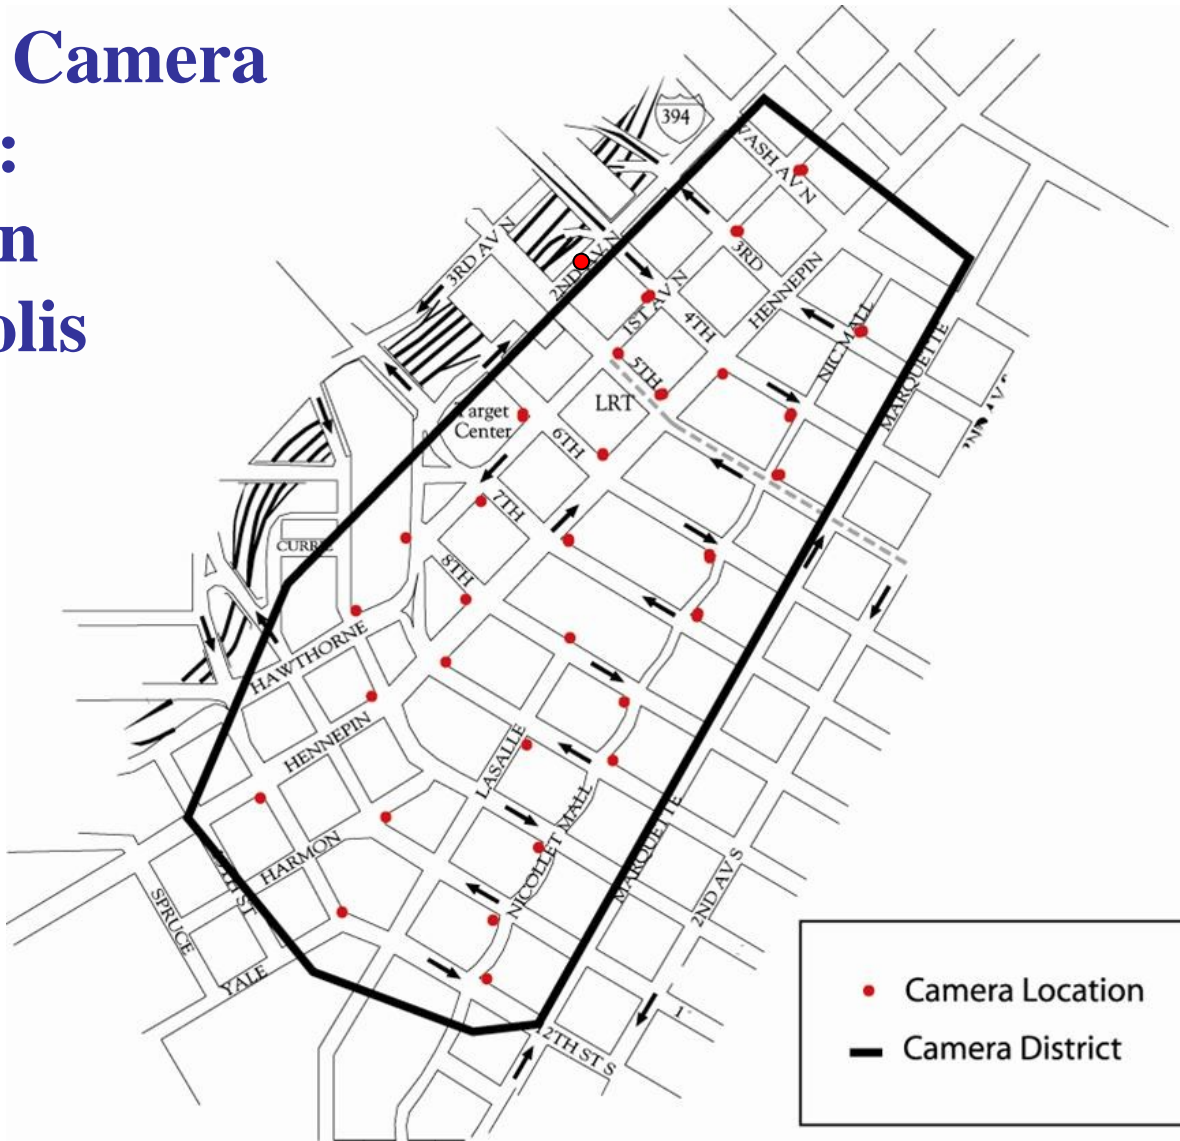 Camera
:
n
olis
394
WASH AV N
3RD AV N
2ND AV N
3RD
1ST AV N
4TH
HENNEPIN
NIC MALL
MARQUETTE
5TH
LRT
Target
Center
6TH
7TH
8TH
HAWTHORNE
HENNEPIN
LASALLE
NICOLLET MALL
MARQUETTE
2ND AV S
HARMON
SPRUCE
YALE
12TH ST S
Camera Location
Camera District